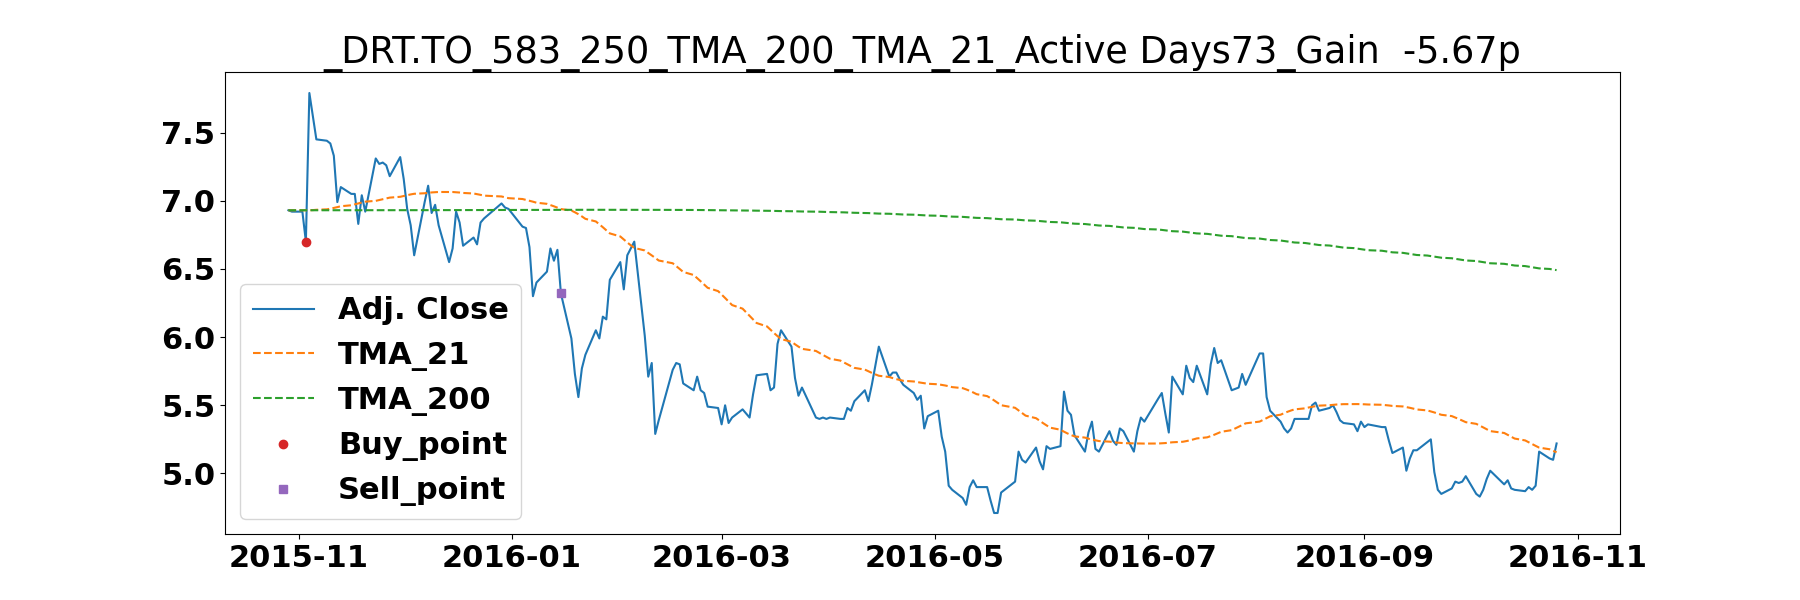 _DRT.TO_583_250_TMA_200_TMA_21_Active Days73_Gain  -5.67p
7.5
7.0
6.5
6.0
5.5
5.0
Adj. Close
TMA_21
TMA_200
Buy_point
Sell_point
2015-11 2016-01 2016-03 2016-05 2016-07 2016-09 2016-11